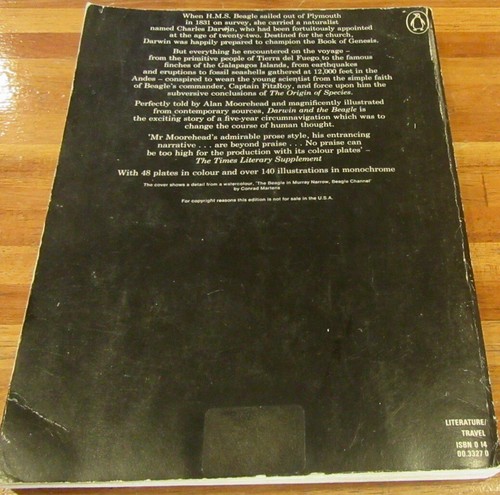 When H.M.S. Beagle sailed out of Plymouth
in 1831 on survey, she carried a naturalist
named Charles Darwin, who had been fortuitously appointed
at the age of twenty-two. Destined for the church,
Darwin was happily prepared to champion the Book of Genesis.
But everything he encountered on the voyage –
from the primitive people of Tierra del Fuego to the famous
finches of the Galapagos Islands, from earthquakes
and eruptions to fossil seashells gathered at 12,000 feet in the
Andes – conspired to wean the young scientist from the simple faith
of Beagle's commander, Captain FitzRoy, and force upon him the
subversive conclusions of The Origin of Species.
Perfectly told by Alan Moorehead and magnificently illustrated
from contemporary sources, Darwin and the Beagle is
the exciting story of a five-year circumnavigation which was to
change the course of human thought.
'Mr Moorehead's admirable prose style, his entrancing
narrative . . . are beyond praise . . . No praise can
be too high for the production with its colour plates' –
The Times Literary Supplement
With 48 plates in colour and over 140 illustrations in monochrome
The cover shows a detail from a watercolour, 'The Beagle in Murray Narrow, Beagle Channel'
by Conrad Martens
For copyright reasons this edition is not for sale in the U.S.A.
LITERATURE/
TRAVEL
ISBN 0 14
00.3327 0